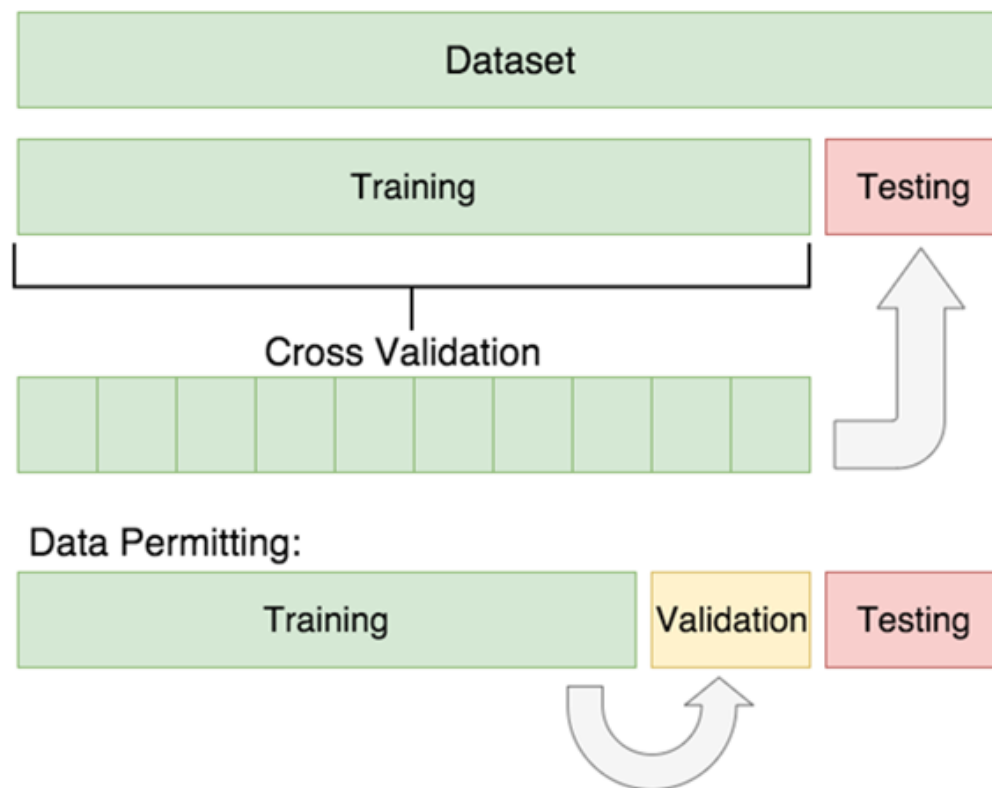 Dataset
Training
Testing
Cross Validation
Data Permitting:
Training
Validation
Testing